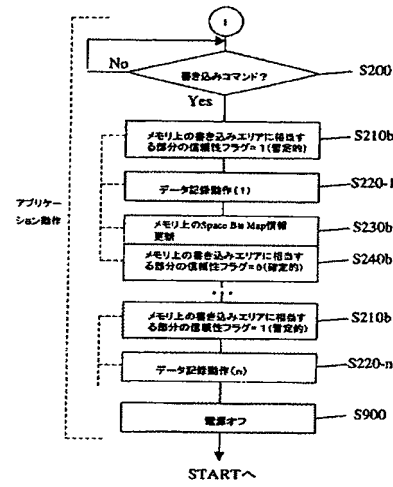 1
No
書き込みコマンド?
S200
Yes
メモリ上の書き込みエリアに相当す
る部分の信頼性フラグ=1(暫定的)
S210b
データ記録動作(1)
S220-1
アプリケー
ション動作
メモリ上のSpace Bit Map情報
更新
S230b
メモリ上の書き込みエリアに相当す
る部分の信頼性フラグ=0(確定的)
S240b
...
メモリ上の書き込みエリアに相当す
る部分の信頼性フラグ=1(暫定的)
S210b
データ記録動作(n)
S220-n
電源オフ
S900
STARTへ